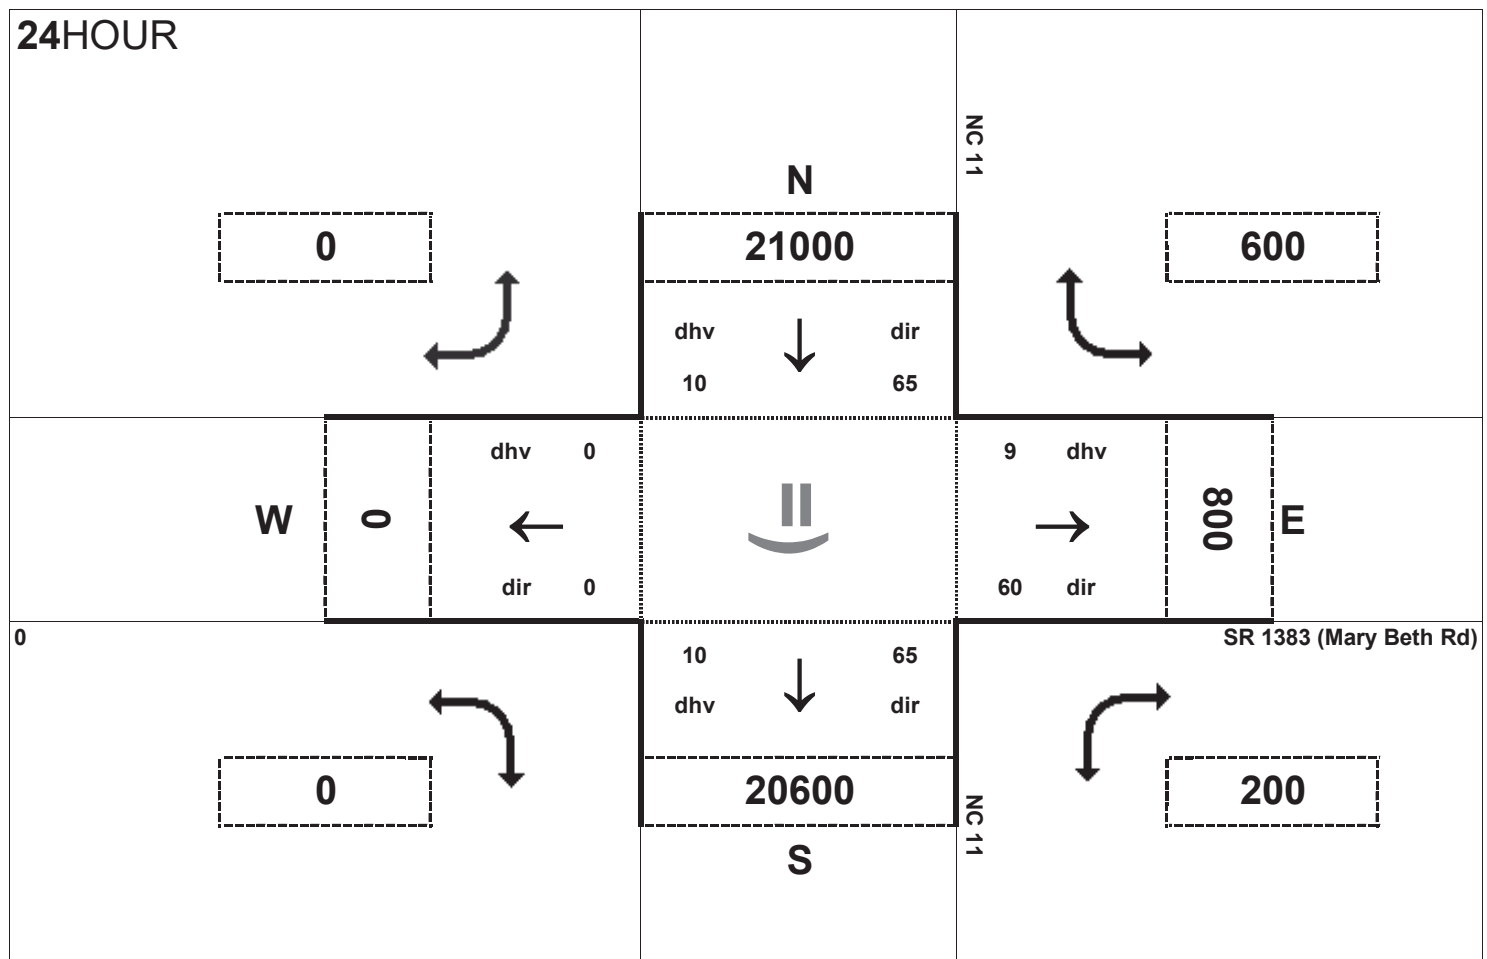 24HOUR
NC 11
N
0
21000
600
dhv
dir
10
65
dhv 0
9 dhv
W
0
800
E
dir 0
60 dir
0
SR 1383 (Mary Beth Rd)
10
65
dhv
dir
0
20600
200
NC 11
S